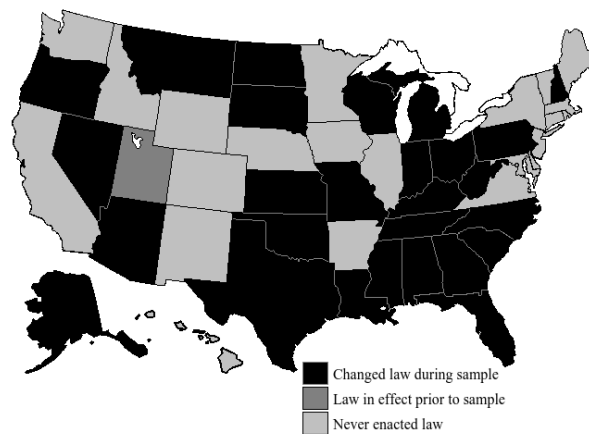 Changed law during sample
Law in effect prior to sample
Never enacted law